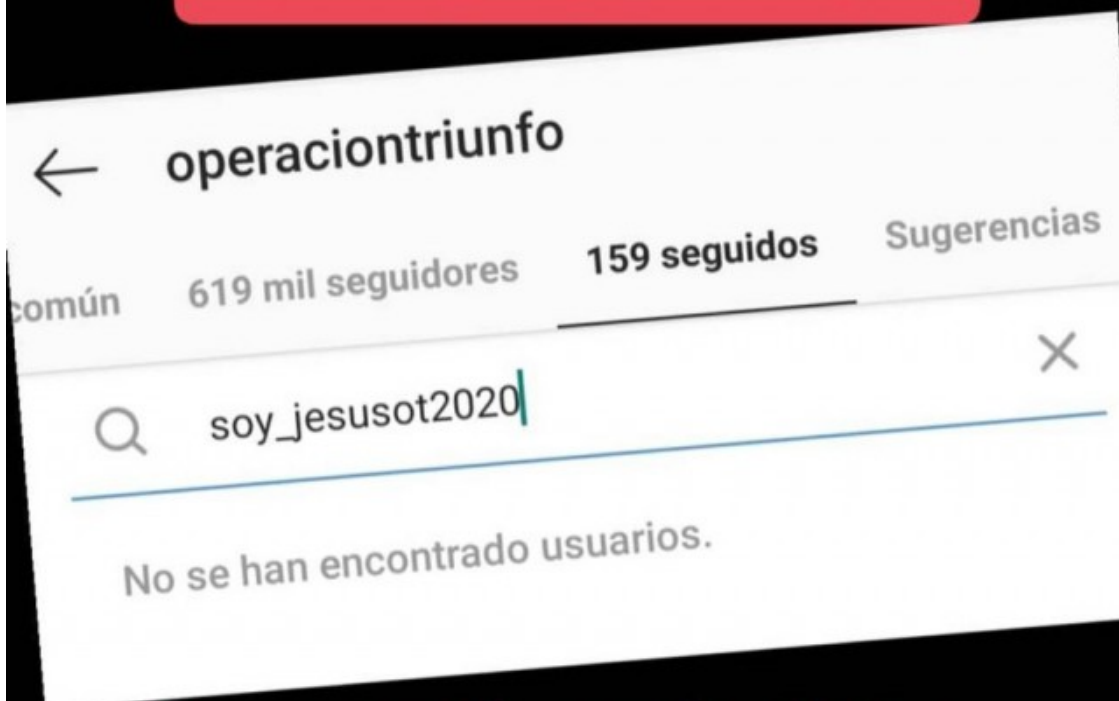 operaciontriunfo
común 619 mil seguidores 159 seguidos Sugerencias
soy_jesusot2020
No se han encontrado usuarios.